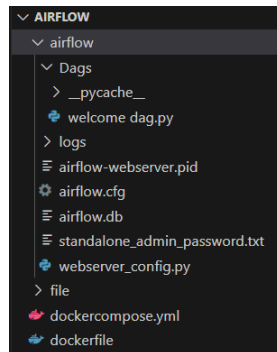 AIRFLOW
airflow
Dags
__pycache__
welcome dag.py
logs
airflow-webserver.pid
airflow.cfg
airflow.db
standalone_admin_password.txt
webserver_config.py
file
dockercompose.yml
dockerfile